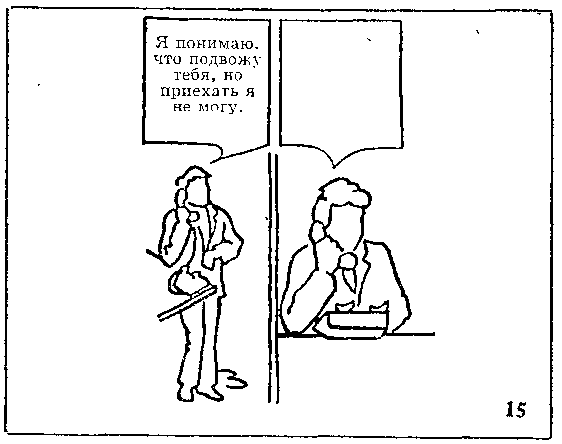 Я понимаю,
что подвожу
тебя, но
приехать я
не могу.
15